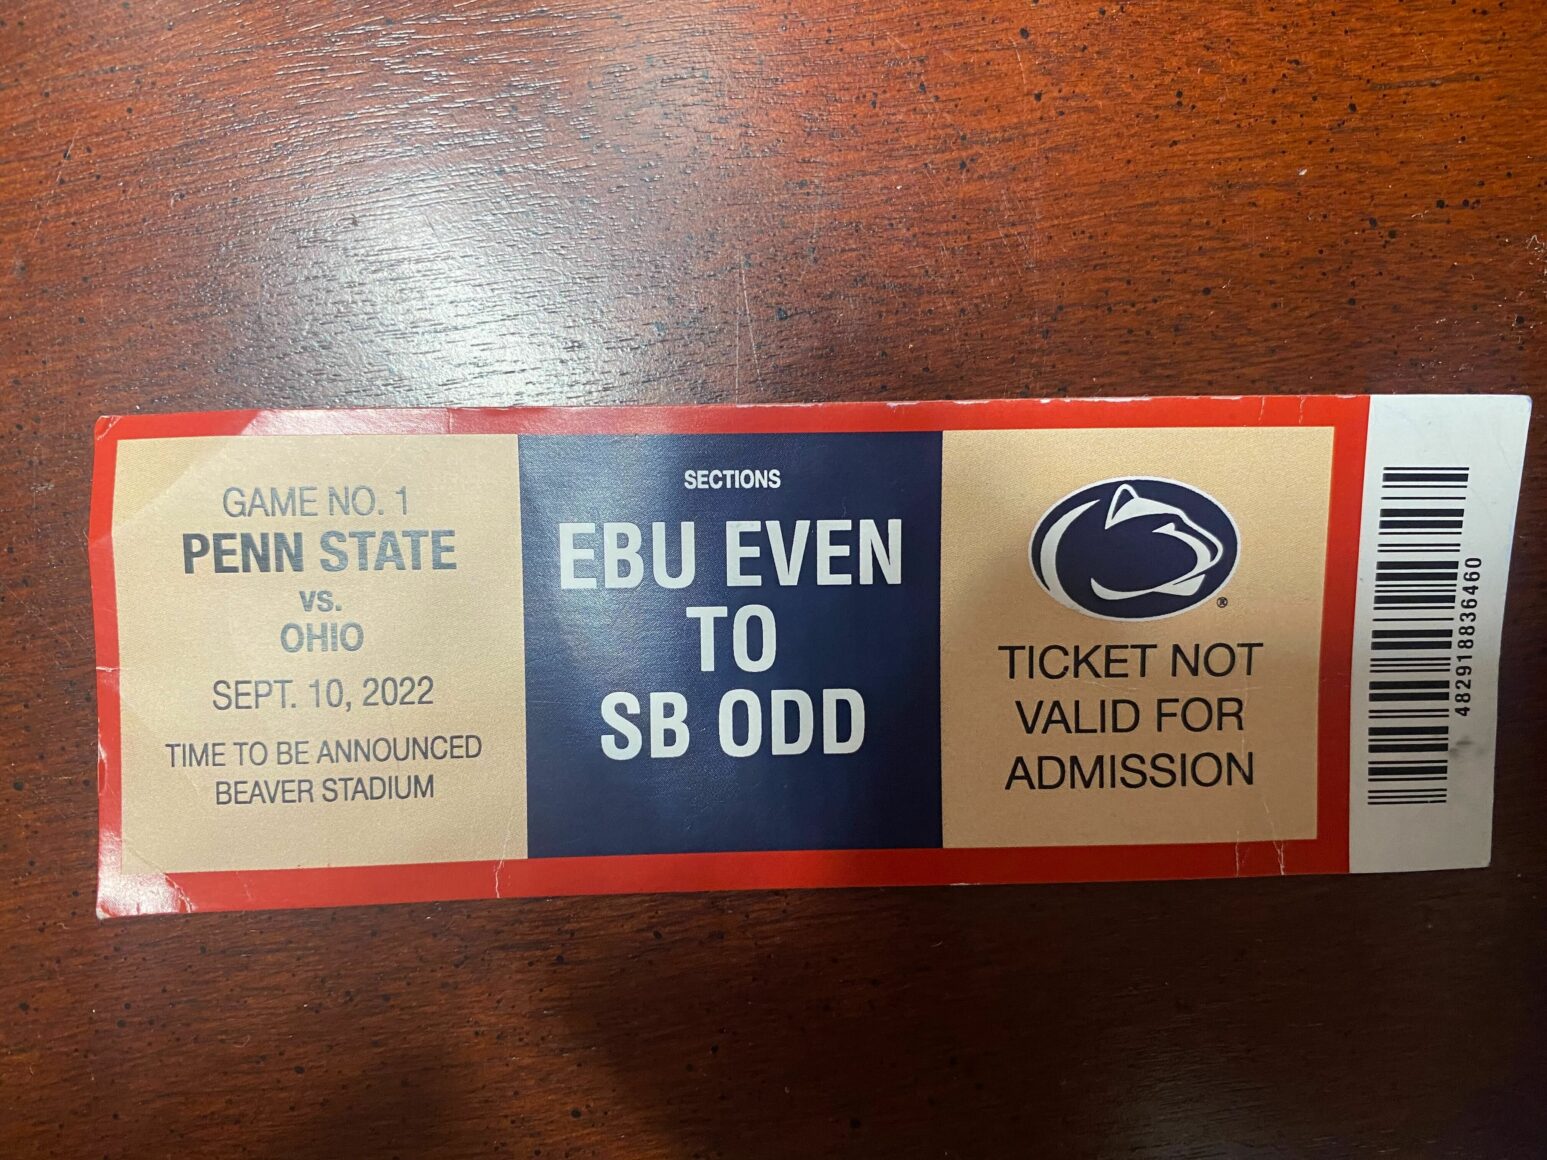 GAME NO. 1
PENN STATE
vs.
OHIO
SEPT. 10, 2022
TIME TO BE ANNOUNCED
BEAVER STADIUM
SECTIONS
EBU EVEN
TO
SB ODD
®
TICKET NOT
VALID FOR
ADMISSION
482918836460